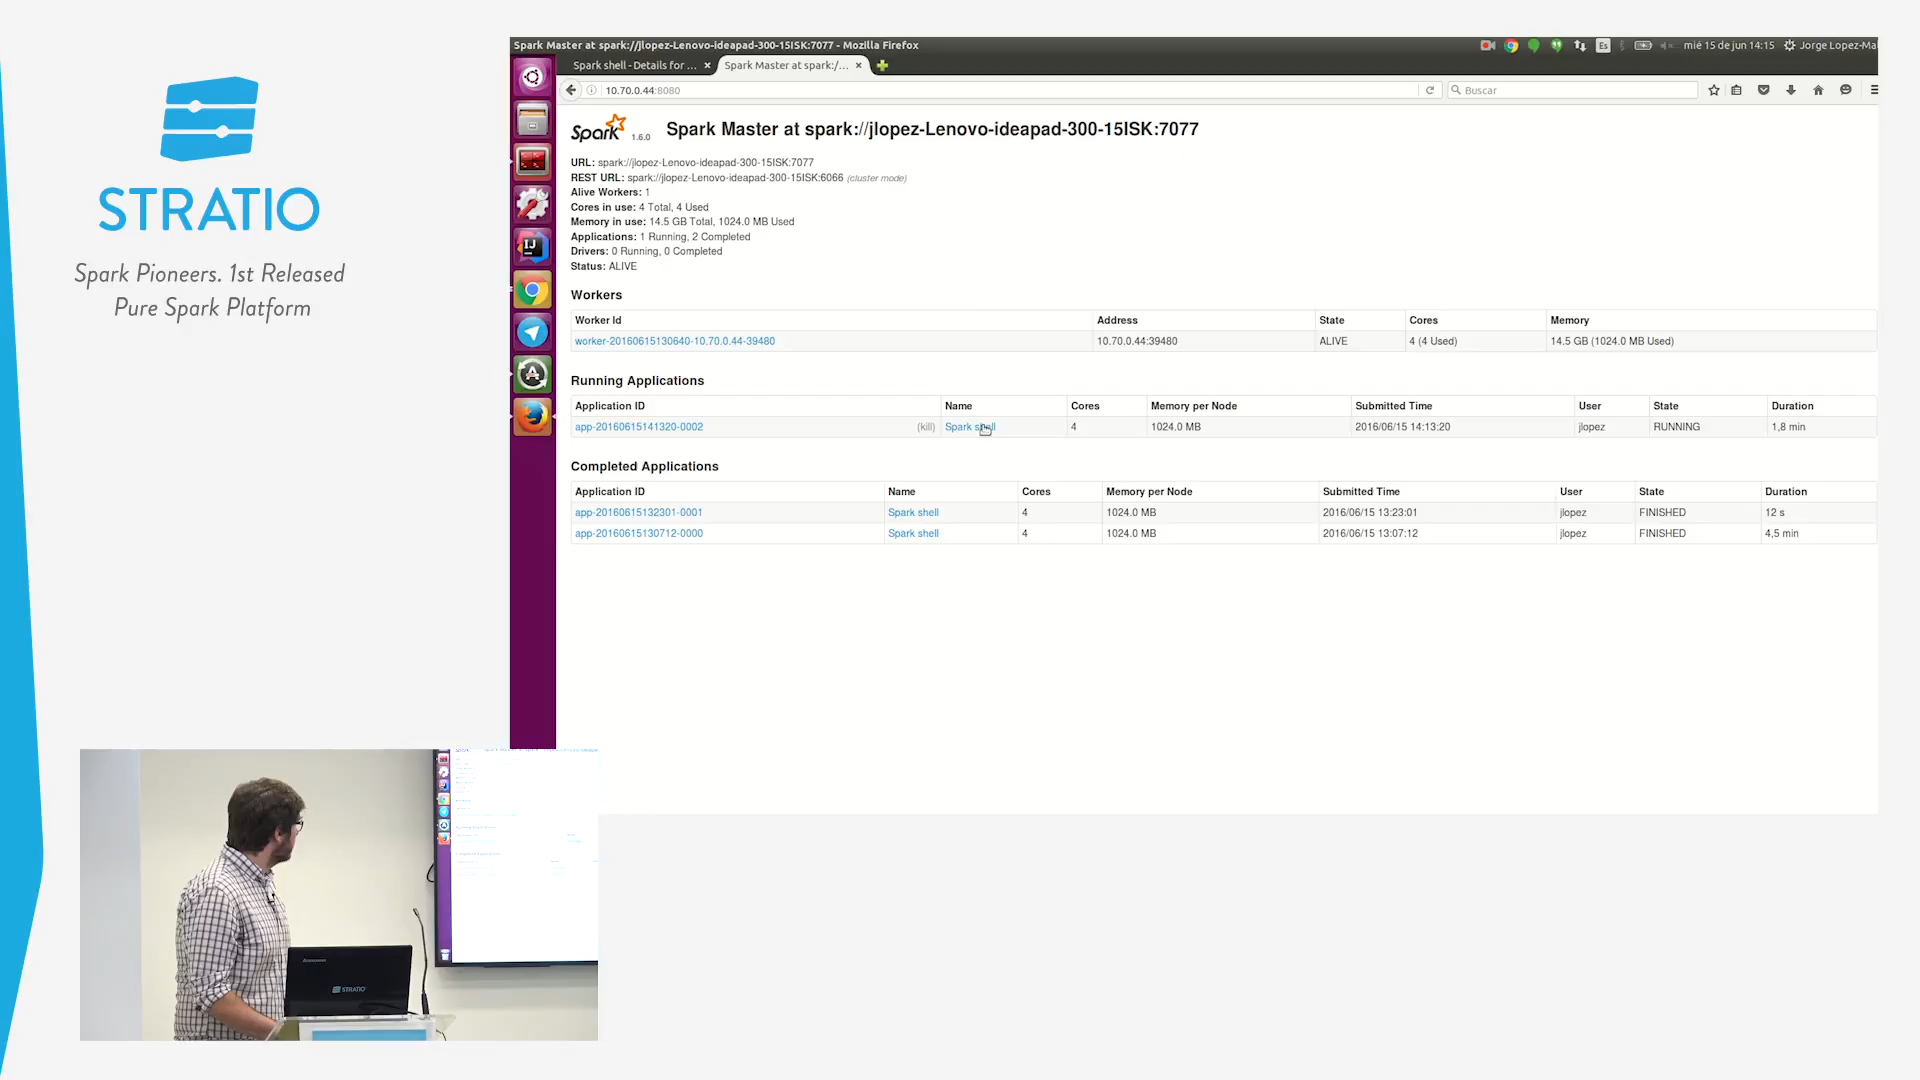 STRATIO
Spark Pioneers. 1st Released
Pure Spark Platform
Spark Master at spark://jlopez-Lenovo-ideapad-300-15ISK:7077 - Mozilla Firefox
Es
mié 15 de jun 14:15
Jorge Lopez-Mal
Spark shell - Details for ...
Spark Master at spark:/...
10.70.0.44:8080
Buscar
Spark 1.6.0
Spark Master at spark://jlopez-Lenovo-ideapad-300-15ISK:7077
URL: spark://jlopez-Lenovo-ideapad-300-15ISK:7077
REST URL: spark://jlopez-Lenovo-ideapad-300-15ISK:6066 (cluster mode)
Alive Workers: 1
Cores in use: 4 Total, 4 Used
Memory in use: 14.5 GB Total, 1024.0 MB Used
Applications: 1 Running, 2 Completed
Drivers: 0 Running, 0 Completed
Status: ALIVE
Workers
Worker Id Address State Cores Memory
worker-20160615130640-10.70.0.44-39480 10.70.0.44:39480 ALIVE 4 (4 Used) 14.5 GB (1024.0 MB Used)
Running Applications
Application ID Name Cores Memory per Node Submitted Time User State Duration
app-20160615141320-0002 (kill) Spark shell 4 1024.0 MB 2016/06/15 14:13:20 jlopez RUNNING 1,8 min
Completed Applications
Application ID Name Cores Memory per Node Submitted Time User State Duration
app-20160615132301-0001 Spark shell 4 1024.0 MB 2016/06/15 13:23:01 jlopez FINISHED 12 s
app-20160615130712-0000 Spark shell 4 1024.0 MB 2016/06/15 13:07:12 jlopez FINISHED 4,5 min
IJ
STRATIO